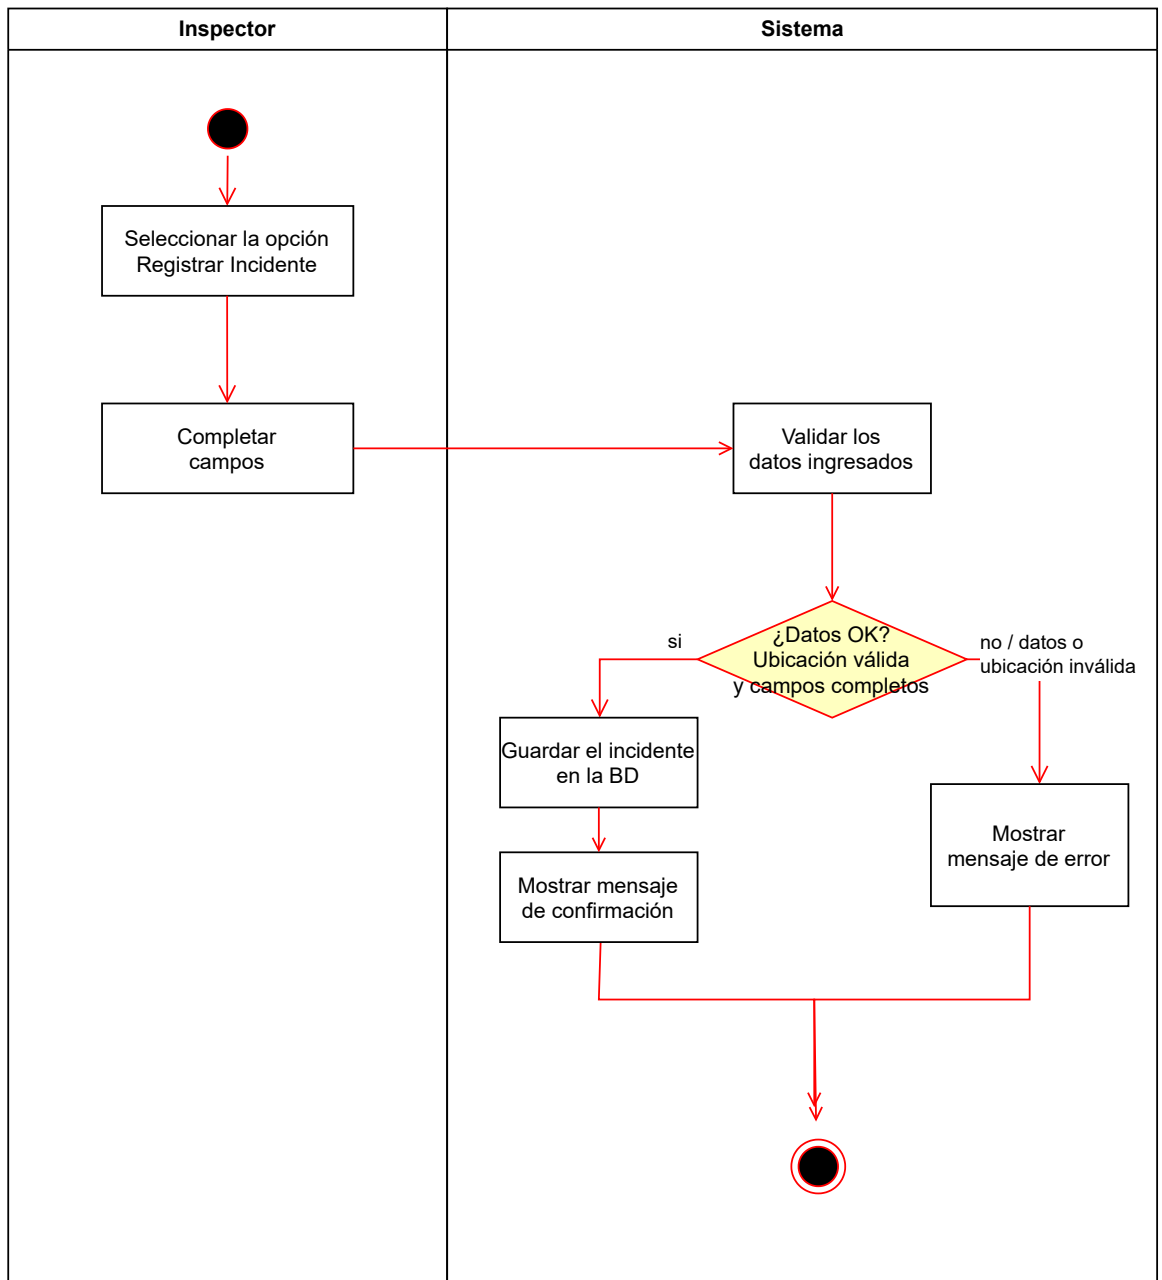 Inspector
Sistema
Seleccionar la opción
Registrar Incidente
Completar
campos
Validar los
datos ingresados
si
¿Datos OK?
Ubicación válida
y campos completos
no / datos o
ubicación inválida
Guardar el incidente
en la BD
Mostrar
mensaje de error
Mostrar mensaje
de confirmación